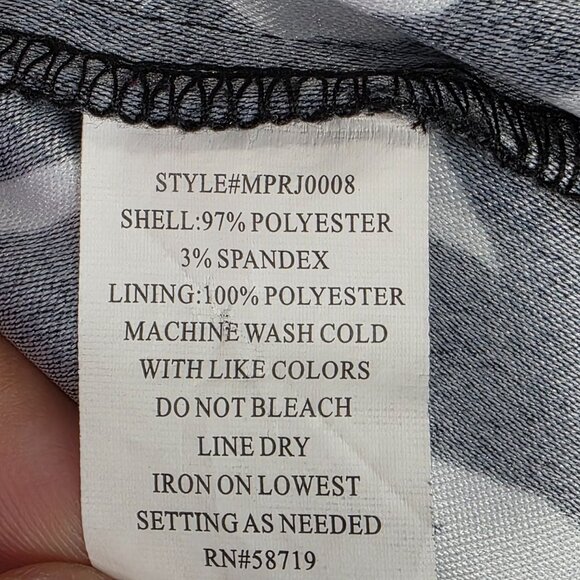 STYLE#MPRJ0008
SHELL:97% POLYESTER
3% SPANDEX
LINING:100% POLYESTER
MACHINE WASH COLD
WITH LIKE COLORS
DO NOT BLEACH
LINE DRY
IRON ON LOWEST
SETTING AS NEEDED
RN#58719